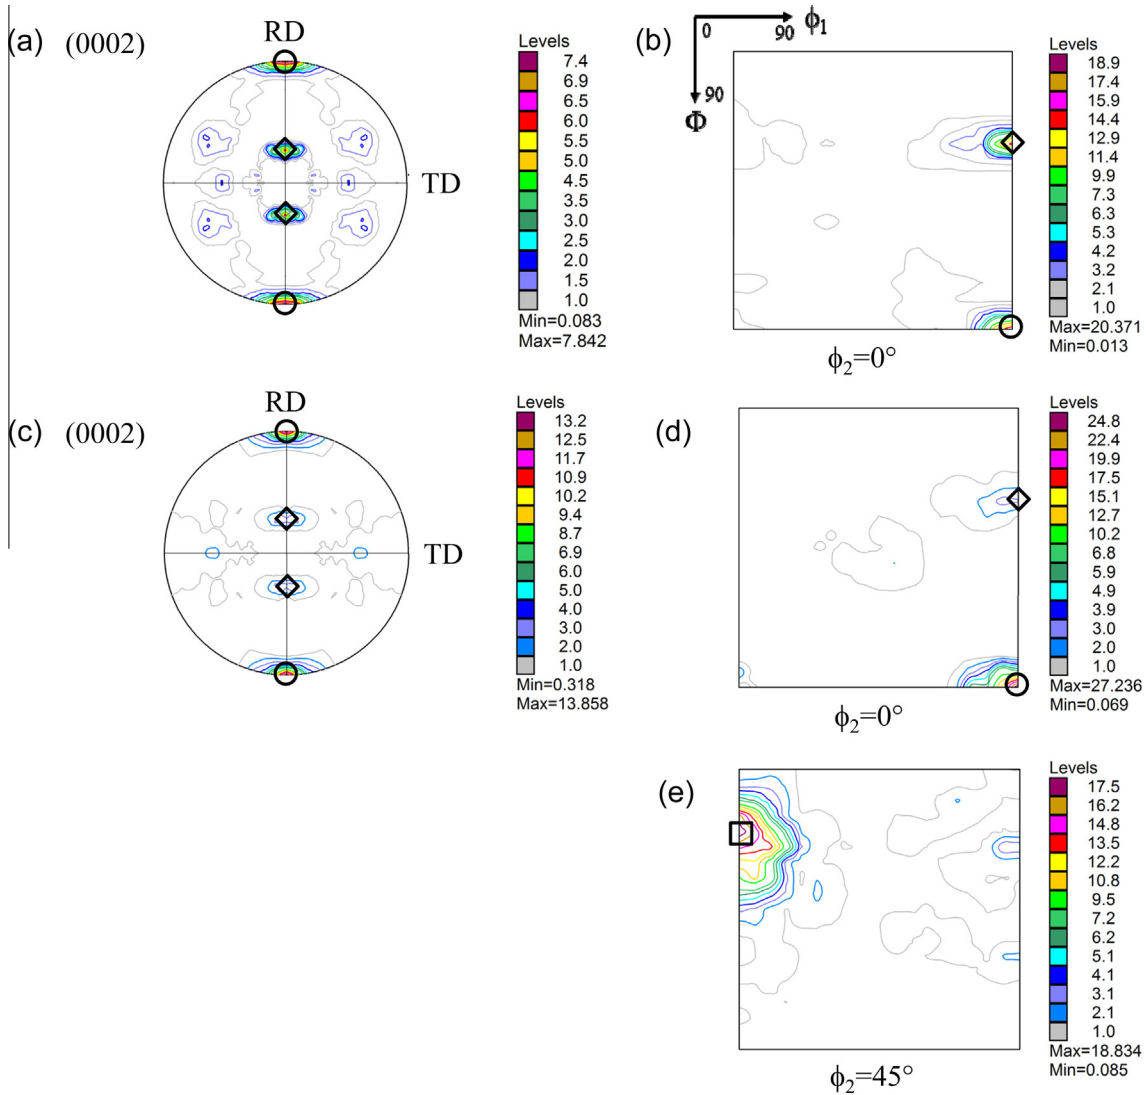 (a) (0002)
RD
TD
Levels
7.4
6.9
6.5
6.0
5.5
5.0
4.5
3.5
3.0
2.5
2.0
1.5
1.0
Min=0.083
Max=7.842
(b)
0 90 ϕ1
90
Φ
Levels
18.9
17.4
15.9
14.4
12.9
11.4
9.9
7.3
6.3
5.3
4.2
3.2
2.1
1.0
Max=20.371
Min=0.013
ϕ2=0°
(c) (0002)
RD
TD
Levels
13.2
12.5
11.7
10.9
10.2
9.4
8.7
6.9
6.0
5.0
4.0
3.0
2.0
1.0
Min=0.318
Max=13.858
(d)
Levels
24.8
22.4
19.9
17.5
15.1
12.7
10.2
6.8
5.9
4.9
3.9
3.0
2.0
1.0
Max=27.236
Min=0.069
ϕ2=0°
(e)
Levels
17.5
16.2
14.8
13.5
12.2
10.8
9.5
7.2
6.2
5.1
4.1
3.1
2.1
1.0
Max=18.834
Min=0.085
ϕ2=45°